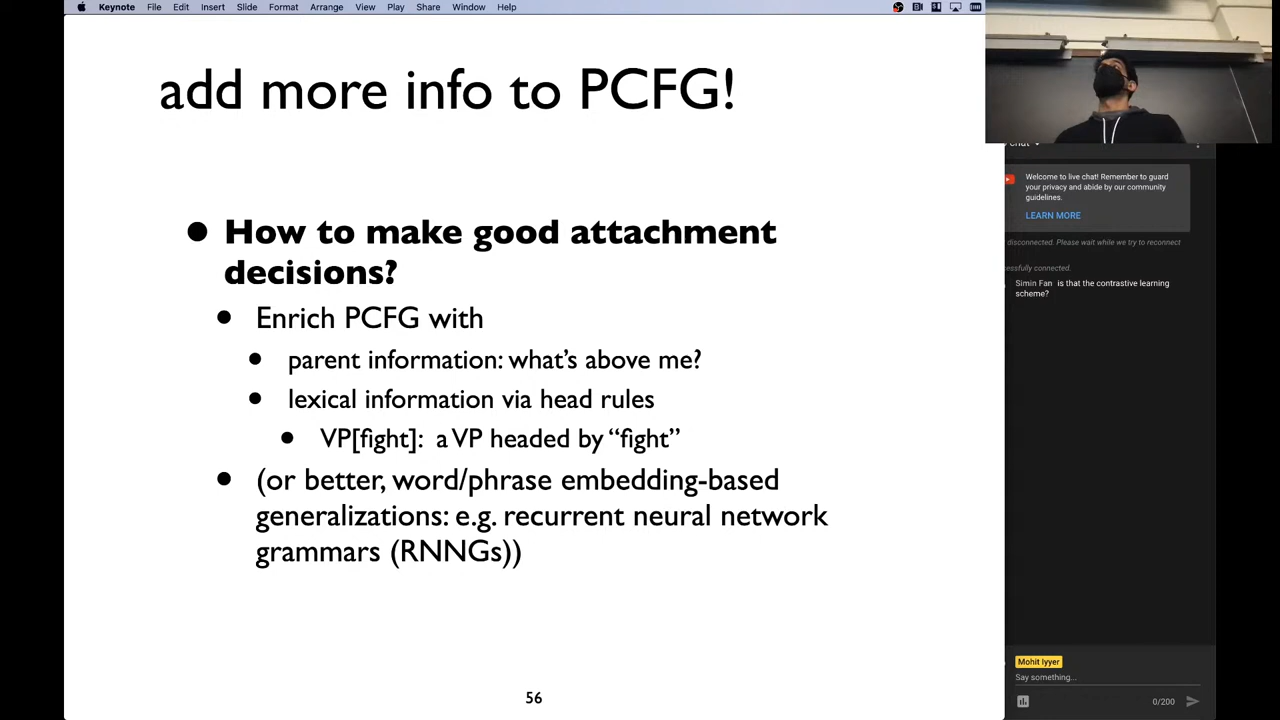 Keynote File Edit Insert Slide Format Arrange View Play Share Window Help
add more info to PCFG!
• How to make good attachment
decisions?
• Enrich PCFG with
• parent information: what's above me?
• lexical information via head rules
• VP[fight]: a VP headed by “fight”
• (or better, word/phrase embedding-based
generalizations: e.g. recurrent neural network
grammars (RNNGs))
56
Welcome to live chat! Remember to guard
your privacy and abide by our community
guidelines.
LEARN MORE
disconnected. Please wait while we try to reconnect
connected.
Simin Fan is that the contrastive learning
scheme?
Mohit Iyyer
Say something...
0/200